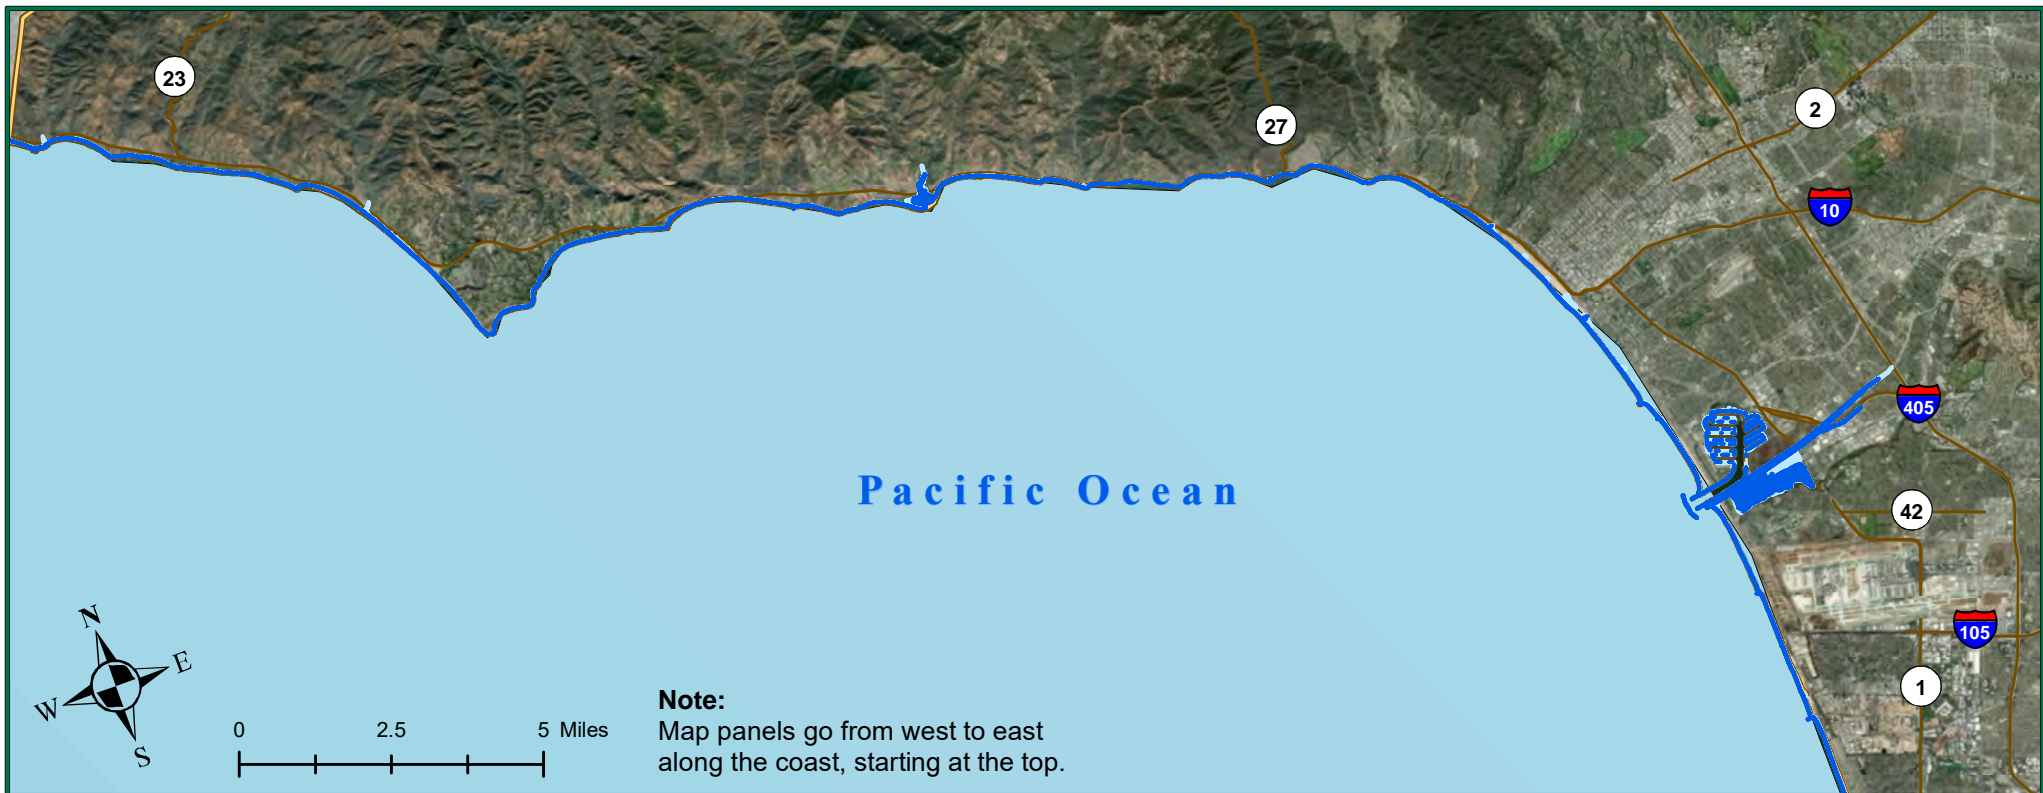 23
27
2
10
405
Pacific Ocean
42
N
E
W
S
105
1
0 2.5 5 Miles
Note:
Map panels go from west to east
along the coast, starting at the top.